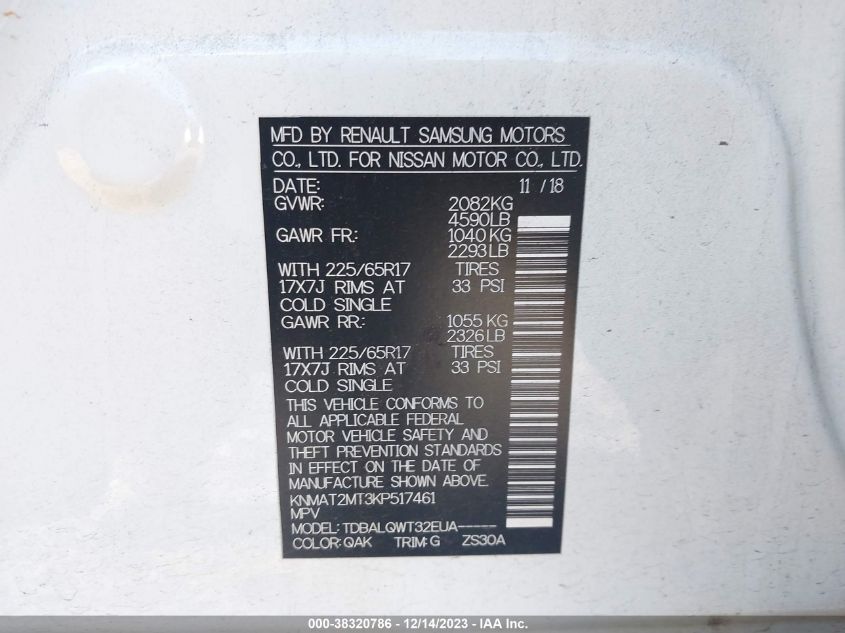 MFD BY RENAULT SAMSUNG MOTORS
CO., LTD. FOR NISSAN MOTOR CO., LTD.
DATE: 11 / 18
GVWR: 2082KG
4590LB
GAWR FR: 1040 KG
2293 LB
WITH 225/65R17 TIRES
17X7J RIMS AT 33 PSI
COLD SINGLE
GAWR RR: 1055 KG
2326 LB
WITH 225/65R17 TIRES
17X7J RIMS AT 33 PSI
COLD SINGLE
THIS VEHICLE CONFORMS TO
ALL APPLICABLE FEDERAL
MOTOR VEHICLE SAFETY AND
THEFT PREVENTION STANDARDS
IN EFFECT ON THE DATE OF
MANUFACTURE SHOWN ABOVE.
KNMAT2MT3KP517461
MPV
MODEL: TDBALQWT32EUA-----
COLOR: QAK TRIM: G ZS30A
000-38320786 - 12/14/2023 - IAA Inc.